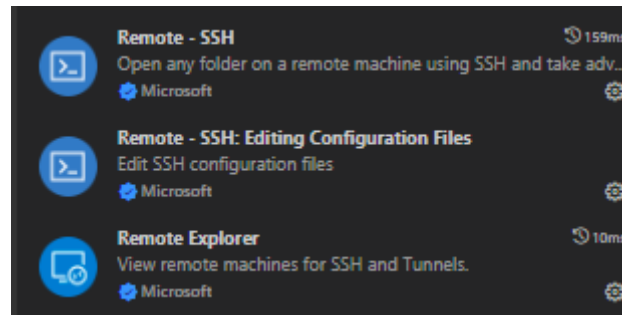 Remote - SSH 159ms
Open any folder on a remote machine using SSH and take adv...
Microsoft
Remote - SSH: Editing Configuration Files
Edit SSH configuration files
Microsoft
Remote Explorer 10ms
View remote machines for SSH and Tunnels.
Microsoft